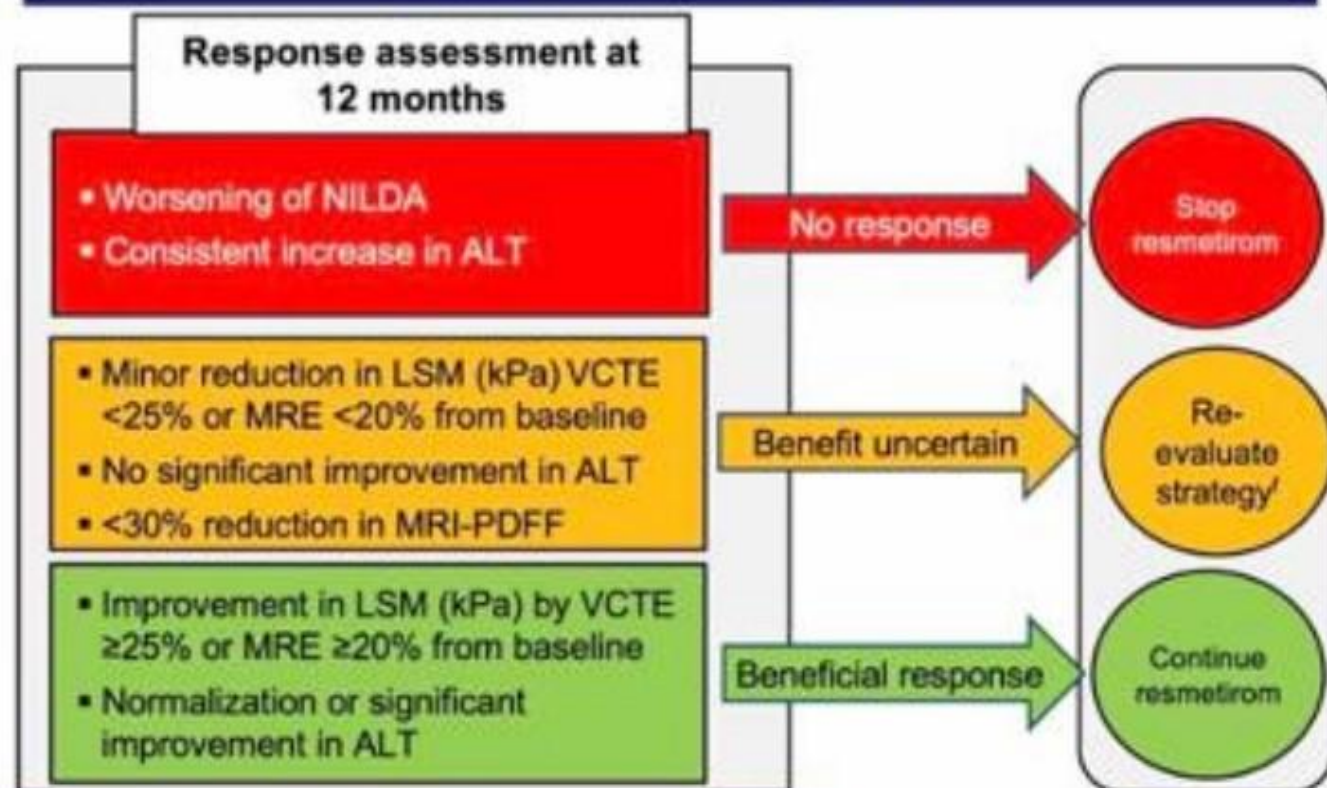 Response assessment at
12 months
▪ Worsening of NILDA
▪ Consistent increase in ALT
No response
Stop
resmetirom
▪ Minor reduction in LSM (kPa) VCTE
<25% or MRE <20% from baseline
▪ No significant improvement in ALT
▪ <30% reduction in MRI-PDFF
Benefit uncertain
Re-
evaluate
strategyᶠ
▪ Improvement in LSM (kPa) by VCTE
≥25% or MRE ≥20% from baseline
▪ Normalization or significant
improvement in ALT
Beneficial response
Continue
resmetirom